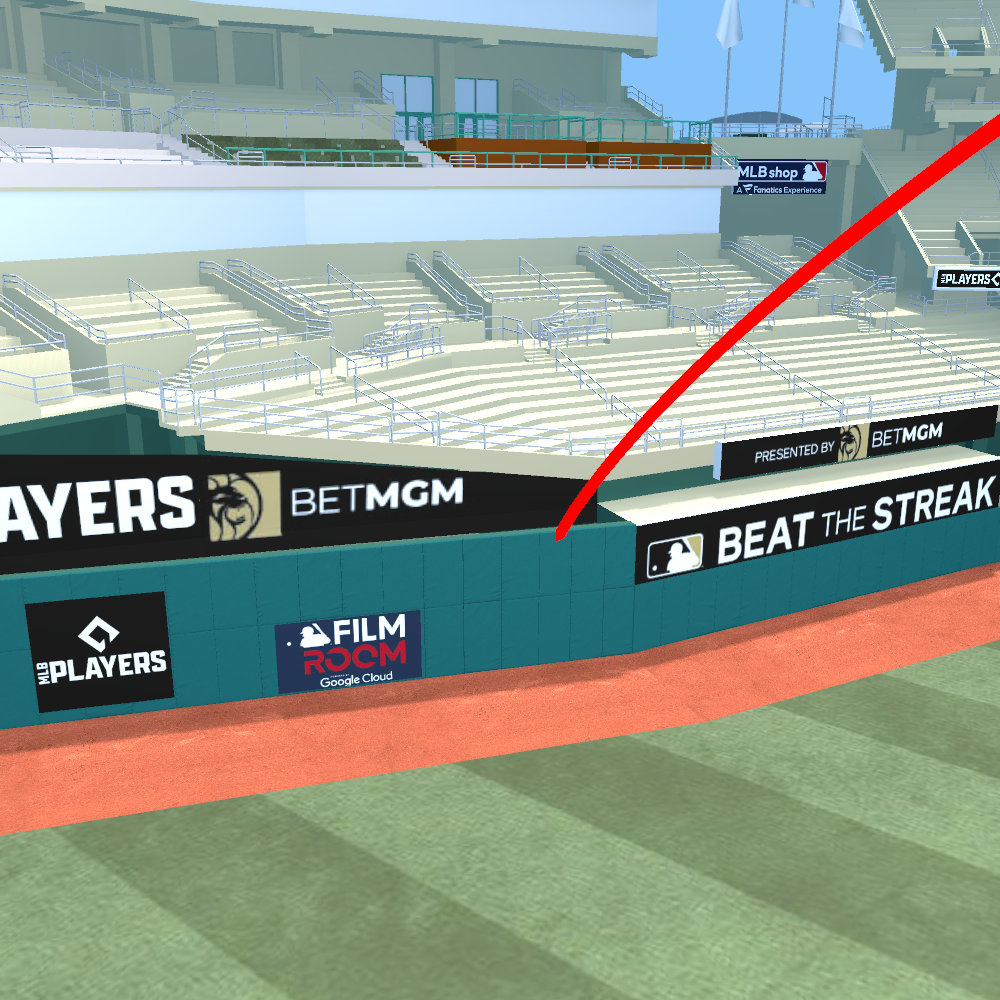 MLB shop
A Fanatics Experience
MLB PLAYERS
PRESENTED BY BETMGM
AYERS BETMGM
BEAT THE STREAK
MLB PLAYERS
FILM
ROOM
Google Cloud